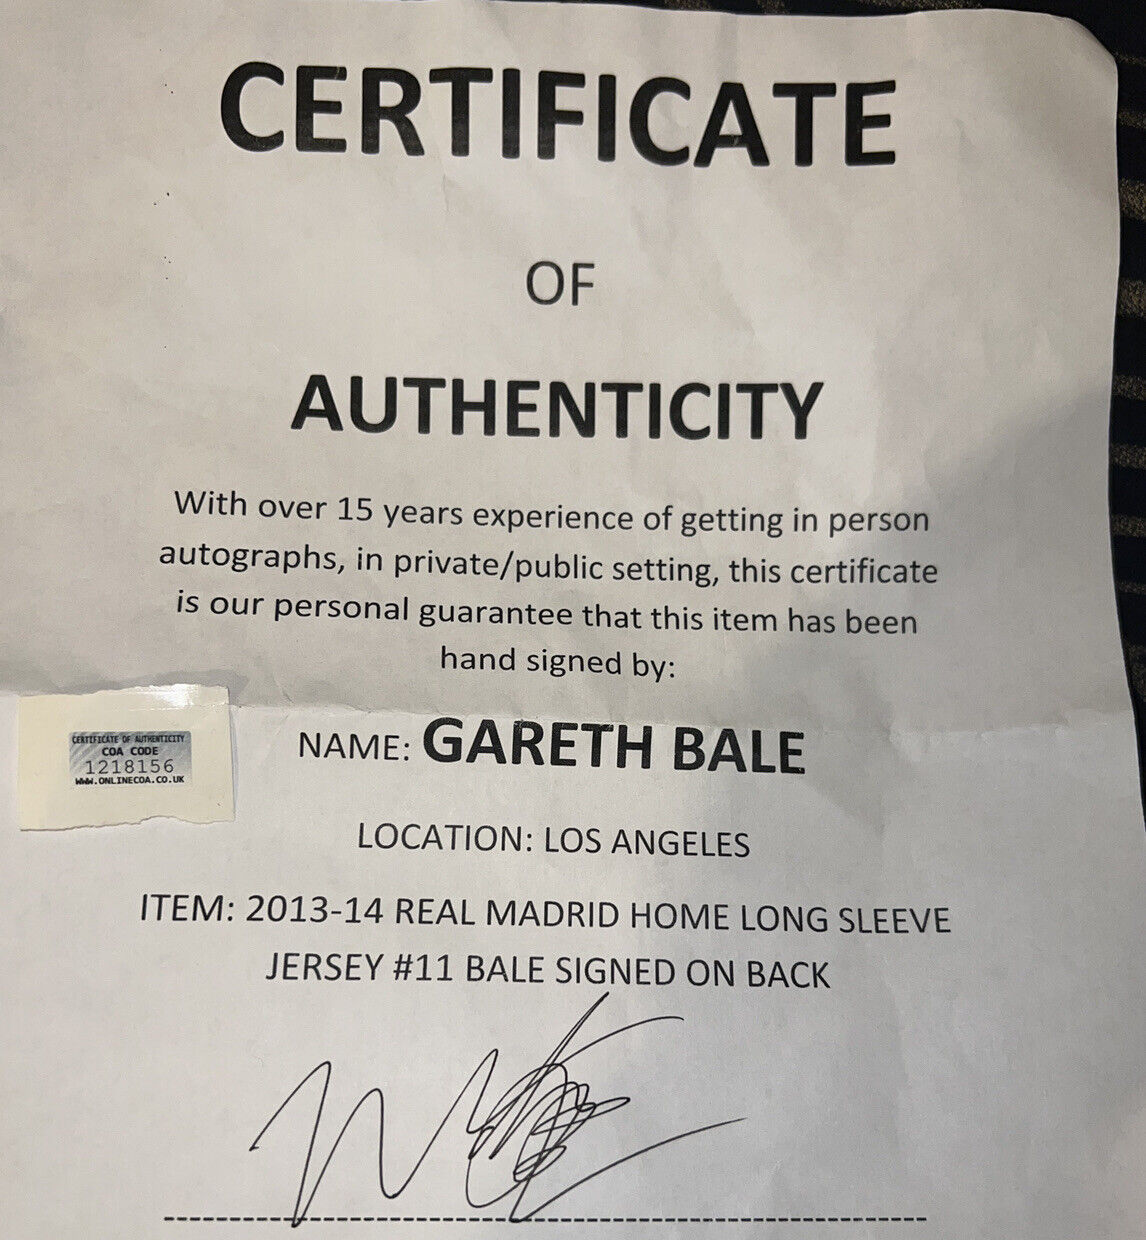 CERTIFICATE
OF
AUTHENTICITY
With over 15 years experience of getting in person
autographs, in private/public setting, this certificate
is our personal guarantee that this item has been
hand signed by:
CERTIFICATE OF AUTHENTICITY
COA CODE
1218156
WWW.ONLINECOA.CO.UK
NAME: GARETH BALE
LOCATION: LOS ANGELES
ITEM: 2013-14 REAL MADRID HOME LONG SLEEVE
JERSEY #11 BALE SIGNED ON BACK